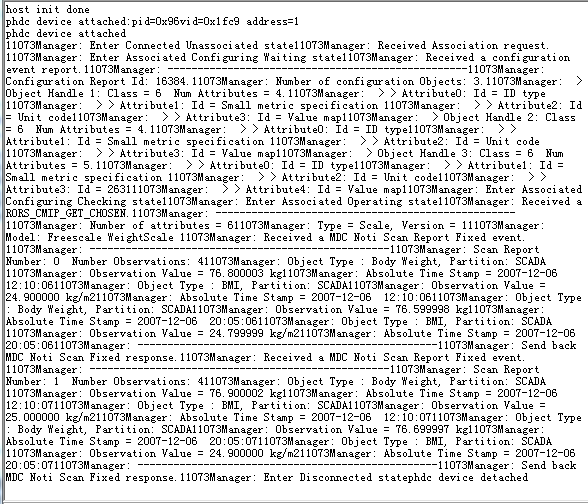 host init done
phdc device attached:pid=0x96vid=0x1fc9 address=1
phdc device attached
11073Manager: Enter Connected Unassociated state11073Manager: Received Association request.
11073Manager: Enter Associated Configuring Waiting state11073Manager: Received a configuration
event report.11073Manager: --------------------------------------------------11073Manager:
Configuration Report Id: 16384.11073Manager: Number of configuration Objects: 3.11073Manager:  >
Object Handle 1: Class = 6  Num Attributes = 4.11073Manager:  > > Attribute0: Id = ID type
11073Manager:  > > Attribute1: Id = Small metric specification 11073Manager:  > > Attribute2: Id
= Unit code11073Manager:  > > Attribute3: Id = Value map11073Manager:  > Object Handle 2: Class
= 6  Num Attributes = 4.11073Manager:  > > Attribute0: Id = ID type11073Manager:  > >
Attribute1: Id = Small metric specification 11073Manager:  > > Attribute2: Id = Unit code
11073Manager:  > > Attribute3: Id = Value map11073Manager:  > Object Handle 3: Class = 6  Num
Attributes = 5.11073Manager:  > > Attribute0: Id = ID type11073Manager:  > > Attribute1: Id =
Small metric specification 11073Manager:  > > Attribute2: Id = Unit code11073Manager:  > >
Attribute3: Id = 263111073Manager:  > > Attribute4: Id = Value map11073Manager: Enter Associated
Configuring Checking state11073Manager: Enter Associated Operating state11073Manager: Received a
RORS_CMIP_GET_CHOSEN.11073Manager: --------------------------------------------------
11073Manager: Number of attributes = 611073Manager: Type = Scale, Version = 111073Manager:
Model: Freescale WeightScale 11073Manager: Received a MDC Noti Scan Report Fixed event.
11073Manager: --------------------------------------------------11073Manager: Scan Report
Number: 0  Number Observations: 411073Manager: Object Type : Body Weight, Partition: SCADA
11073Manager: Observation Value = 76.800003 kg11073Manager: Absolute Time Stamp = 2007-12-06
12:10:0611073Manager: Object Type : BMI, Partition: SCADA11073Manager: Observation Value =
24.900000 kg/m211073Manager: Absolute Time Stamp = 2007-12-06  12:10:0611073Manager: Object Type
: Body Weight, Partition: SCADA11073Manager: Observation Value = 76.599998 kg11073Manager:
Absolute Time Stamp = 2007-12-06  20:05:0611073Manager: Object Type : BMI, Partition: SCADA
11073Manager: Observation Value = 24.799999 kg/m211073Manager: Absolute Time Stamp = 2007-12-06
20:05:0611073Manager: --------------------------------------------------11073Manager: Send back
MDC Noti Scan Fixed response.11073Manager: Received a MDC Noti Scan Report Fixed event.
11073Manager: --------------------------------------------------11073Manager: Scan Report
Number: 1  Number Observations: 411073Manager: Object Type : Body Weight, Partition: SCADA
11073Manager: Observation Value = 76.900002 kg11073Manager: Absolute Time Stamp = 2007-12-06
12:10:0711073Manager: Object Type : BMI, Partition: SCADA11073Manager: Observation Value =
25.000000 kg/m211073Manager: Absolute Time Stamp = 2007-12-06  12:10:0711073Manager: Object Type
: Body Weight, Partition: SCADA11073Manager: Observation Value = 76.699997 kg11073Manager:
Absolute Time Stamp = 2007-12-06  20:05:0711073Manager: Object Type : BMI, Partition: SCADA
11073Manager: Observation Value = 24.900000 kg/m211073Manager: Absolute Time Stamp = 2007-12-06
20:05:0711073Manager: --------------------------------------------------11073Manager: Send back
MDC Noti Scan Fixed response.11073Manager: Enter Disconnected statephdc device detached